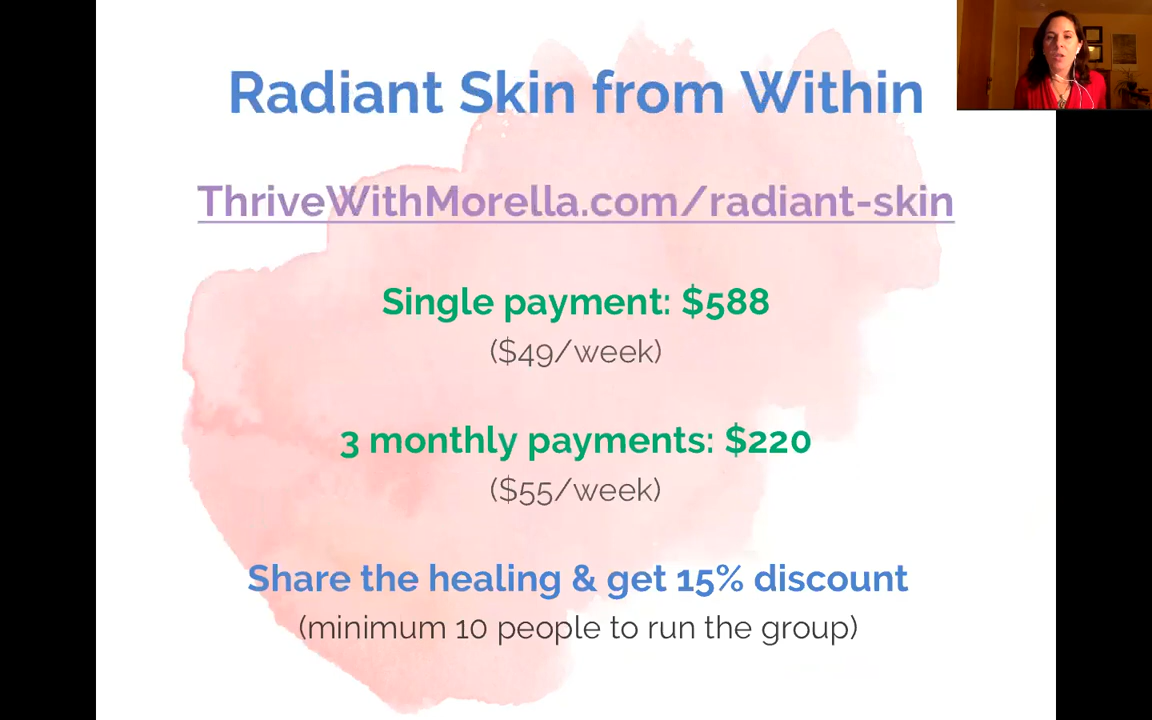 Radiant Skin from Within
ThriveWithMorella.com/radiant-skin
Single payment: $588
($49/week)
3 monthly payments: $220
($55/week)
Share the healing & get 15% discount
(minimum 10 people to run the group)